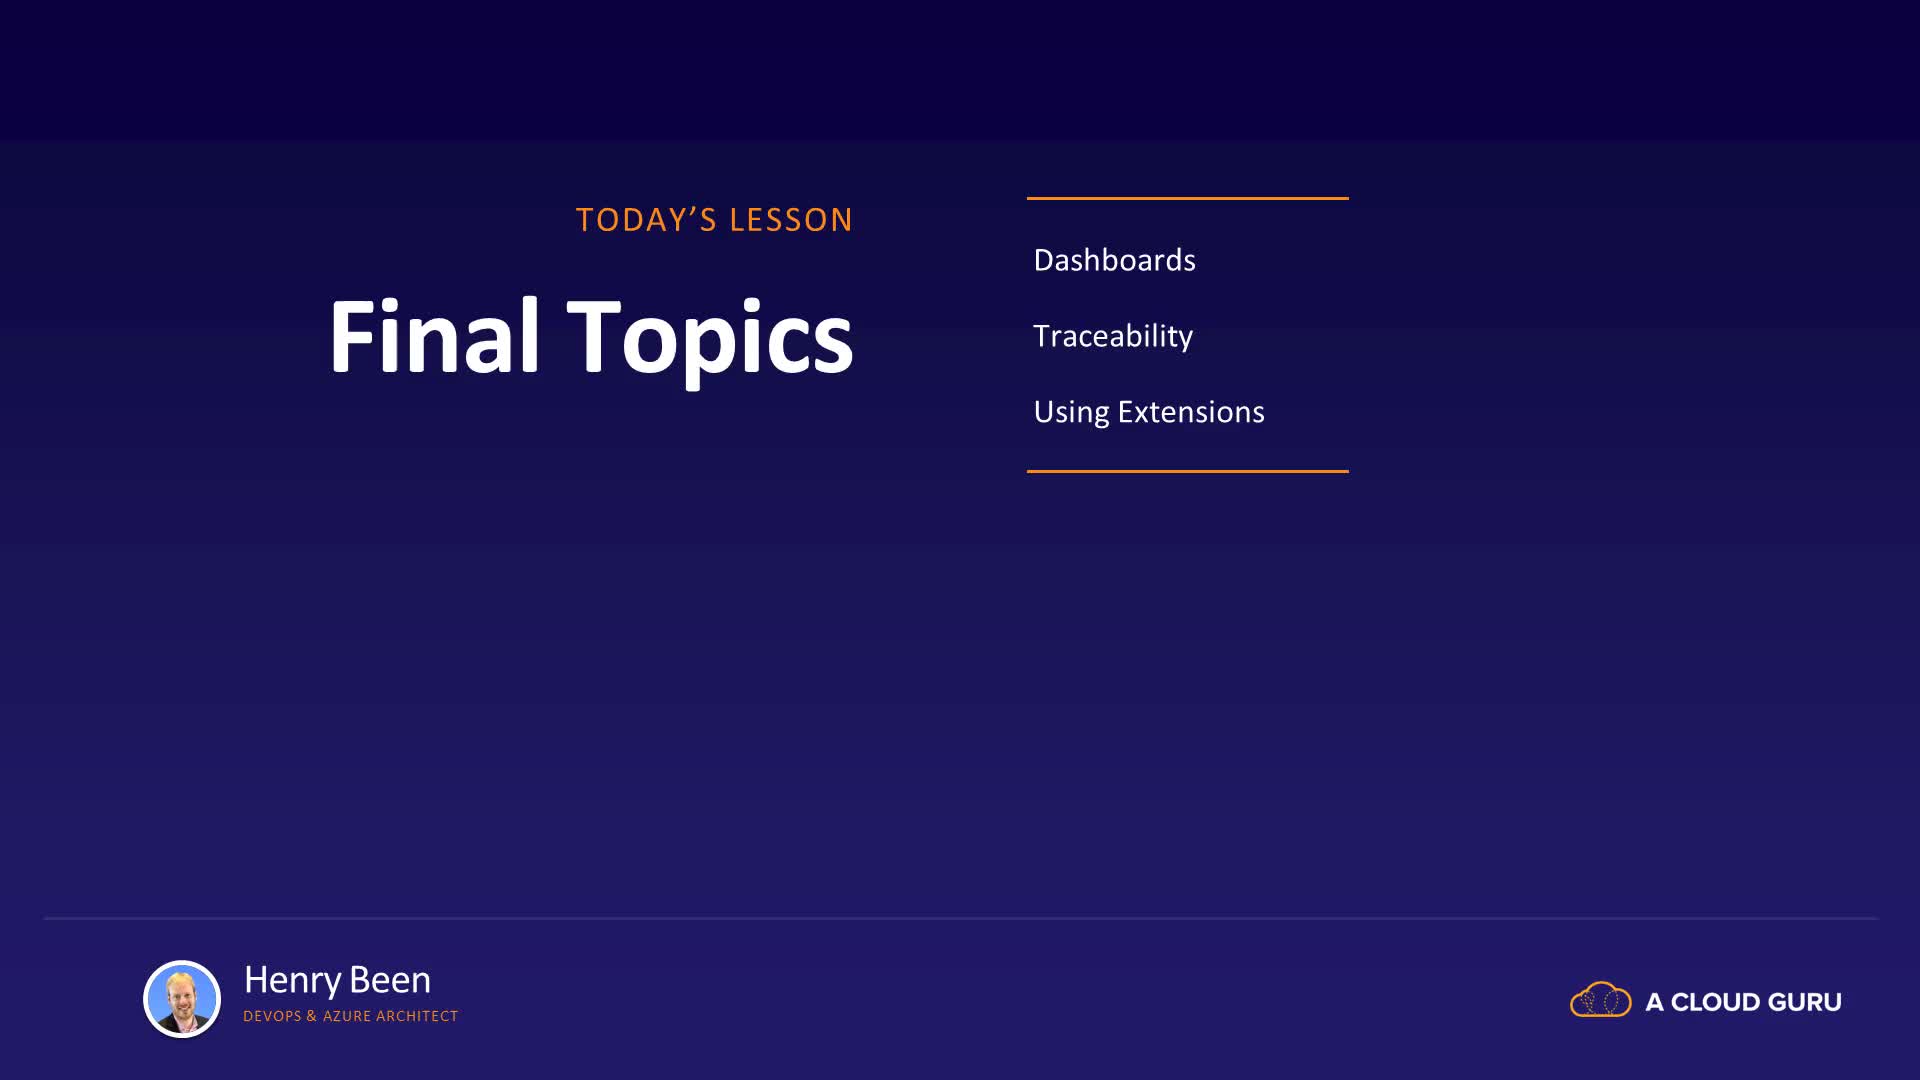 TODAY’S LESSON
Final Topics
Dashboards
Traceability
Using Extensions
Henry Been
DEVOPS & AZURE ARCHITECT
A CLOUD GURU